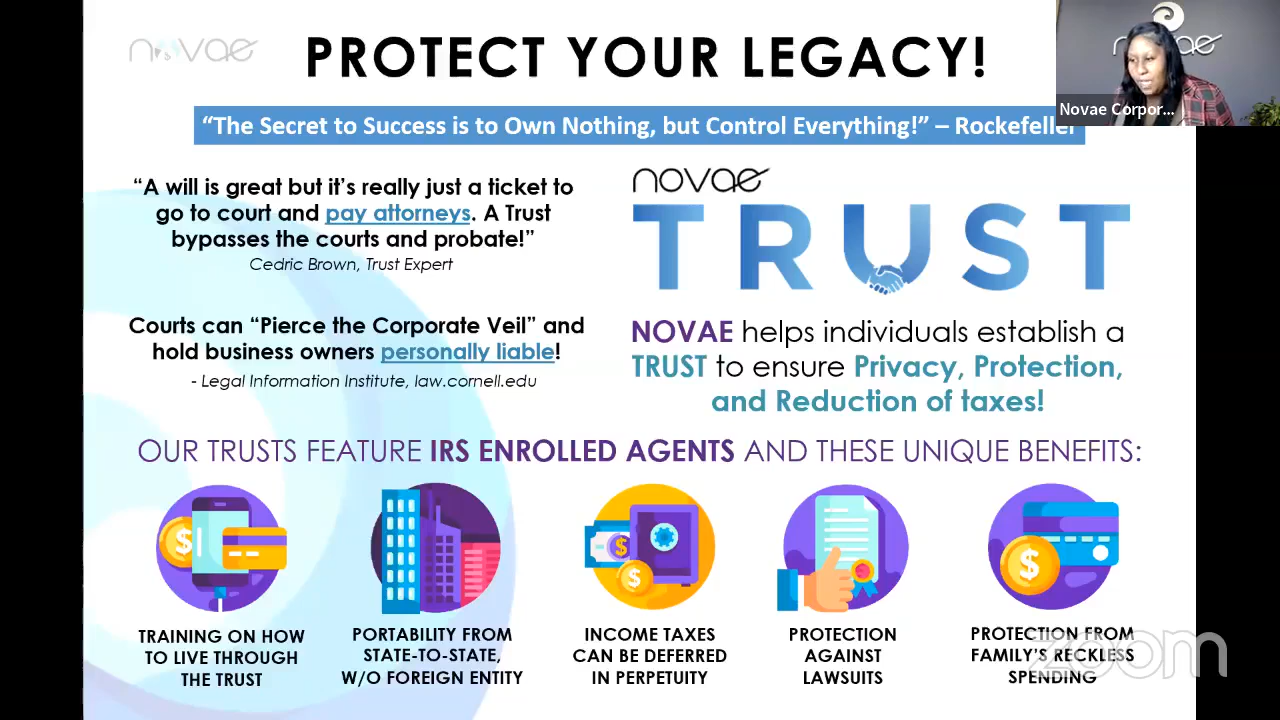 novae
PROTECT YOUR LEGACY!
novae
Novae Corpor...
“The Secret to Success is to Own Nothing, but Control Everything!” – Rockefeller
“A will is great but it’s really just a ticket to
go to court and pay attorneys. A Trust
bypasses the courts and probate!”
Cedric Brown, Trust Expert
Courts can “Pierce the Corporate Veil” and
hold business owners personally liable!
- Legal Information Institute, law.cornell.edu
novae
TRUST
NOVAE helps individuals establish a
TRUST to ensure Privacy, Protection,
and Reduction of taxes!
OUR TRUSTS FEATURE IRS ENROLLED AGENTS AND THESE UNIQUE BENEFITS:
TRAINING ON HOW
TO LIVE THROUGH
THE TRUST
PORTABILITY FROM
STATE-TO-STATE,
W/O FOREIGN ENTITY
INCOME TAXES
CAN BE DEFERRED
IN PERPETUITY
PROTECTION
AGAINST
LAWSUITS
PROTECTION FROM
FAMILY’S RECKLESS
SPENDING
zoom